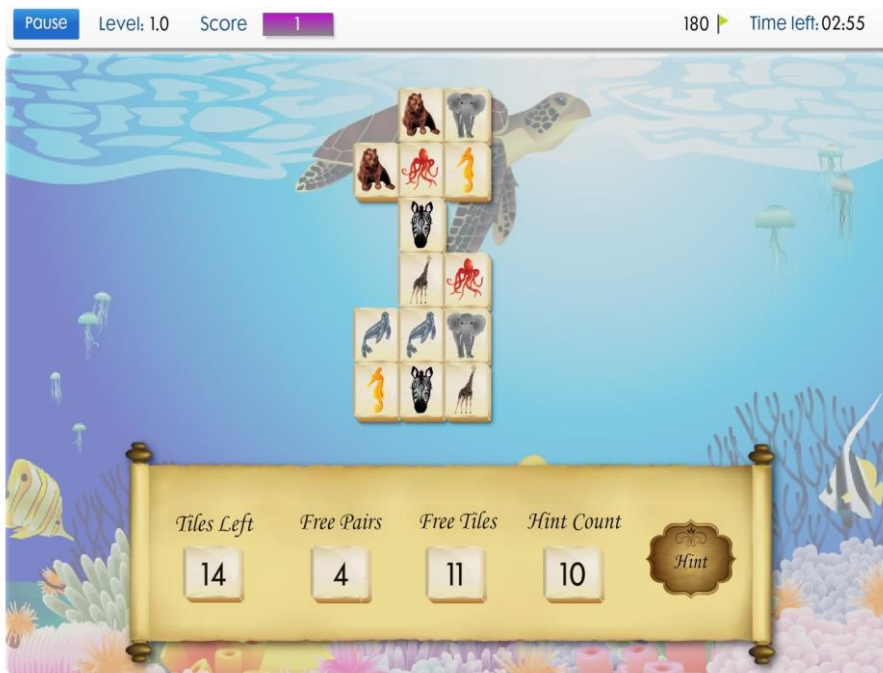 Pause Level: 1.0 Score 1 180 Time left: 02:55
Tiles Left Free Pairs Free Tiles Hint Count
14 4 11 10 Hint